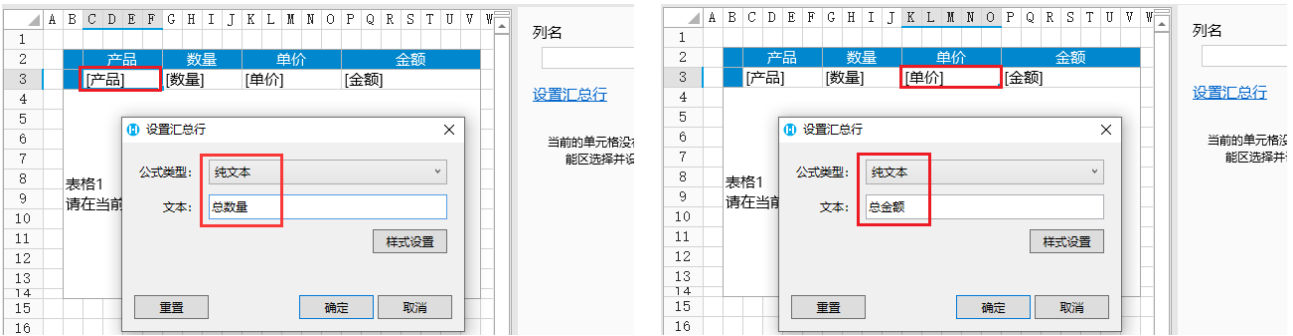 A B C D E F G H I J K L M N O P Q R S T U V W
1
2 产品 数量 单价 金额
3 [产品] [数量] [单价] [金额]
4
5
6
7
8 表格1
9 请在当前
10
11
12
13
14
15
16
设置汇总行
公式类型: 纯文本
文本: 总数量
样式设置
重置 确定 取消
列名
设置汇总行
当前的单元格没
能区选择并设
A B C D E F G H I J K L M N O P Q R S T U V W
1
2 产品 数量 单价 金额
3 [产品] [数量] [单价] [金额]
4
5
6
7
8 表格1
9 请在当前
10
11
12
13
14
15
16
设置汇总行
公式类型: 纯文本
文本: 总金额
样式设置
重置 确定 取消
列名
设置汇总行
当前的单元格
能区选择并